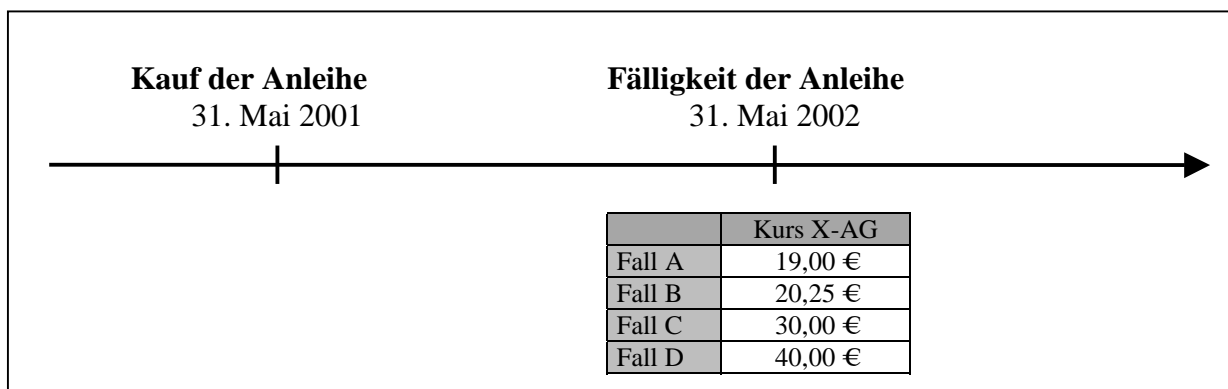 Kauf der Anleihe Fälligkeit der Anleihe
31. Mai 2001 31. Mai 2002
Kurs X-AG
Fall A 19,00 €
Fall B 20,25 €
Fall C 30,00 €
Fall D 40,00 €